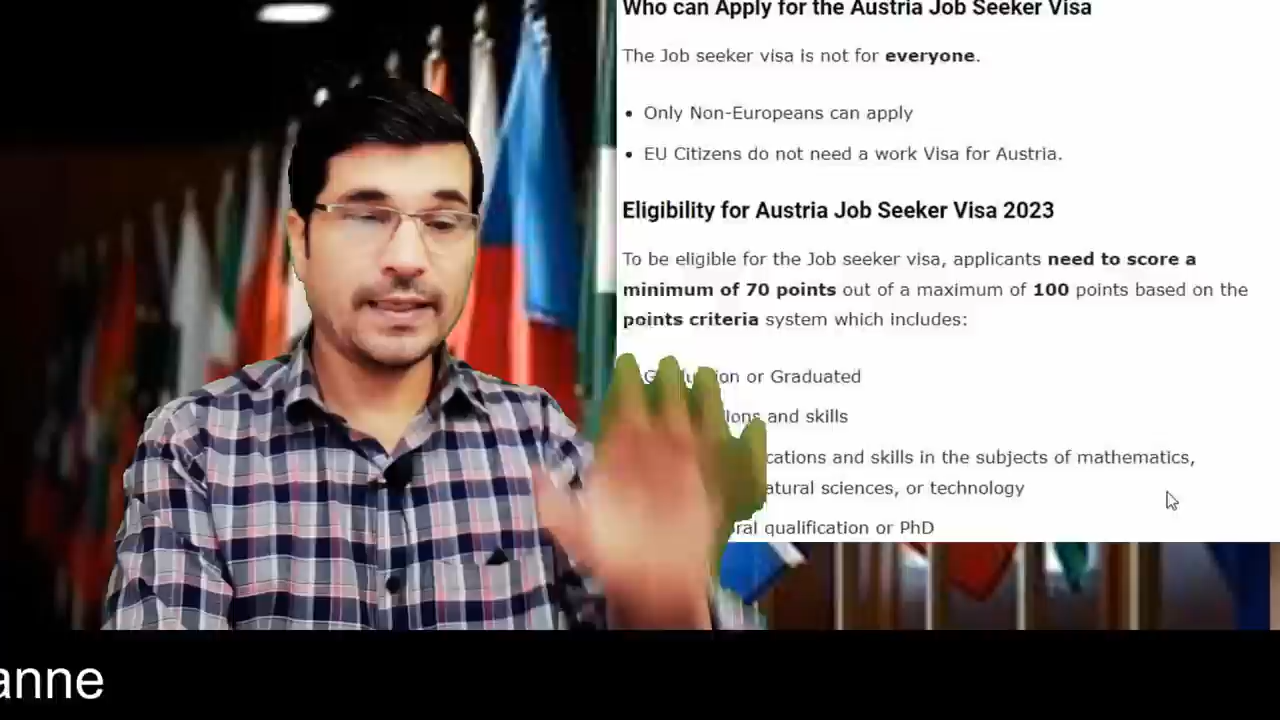 Who can Apply for the Austria Job Seeker Visa
The Job seeker visa is not for everyone.
• Only Non-Europeans can apply
• EU Citizens do not need a work Visa for Austria.
Eligibility for Austria Job Seeker Visa 2023
To be eligible for the Job seeker visa, applicants need to score a
minimum of 70 points out of a maximum of 100 points based on the
points criteria system which includes:
or Graduated
and skills
and skills in the subjects of mathematics,
sciences, or technology
qualification or PhD
anne